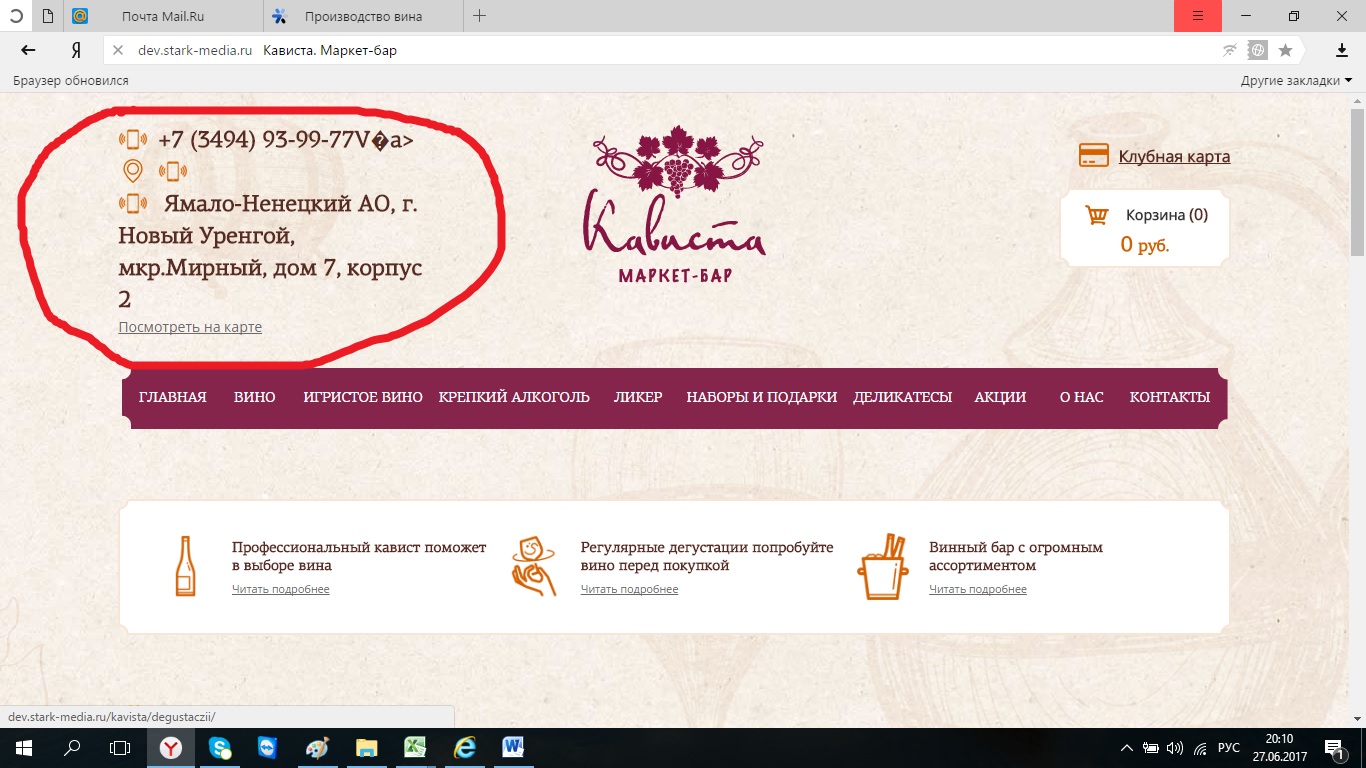 Почта Mail.Ru
Производство вина
dev.stark-media.ru Кависта. Маркет-бар
Браузер обновился
Другие закладки
+7 (3494) 93-99-77V�a>
Ямало-Ненецкий АО, г.
Новый Уренгой,
мкр.Мирный, дом 7, корпус
2
Посмотреть на карте
Кависта
МАРКЕТ-БАР
Клубная карта
Корзина (0)
0 руб.
ГЛАВНАЯ ВИНО ИГРИСТОЕ ВИНО КРЕПКИЙ АЛКОГОЛЬ ЛИКЕР НАБОРЫ И ПОДАРКИ ДЕЛИКАТЕСЫ АКЦИИ О НАС КОНТАКТЫ
Профессиональный кавист поможет
в выборе вина
Читать подробнее
Регулярные дегустации попробуйте
вино перед покупкой
Читать подробнее
Винный бар с огромным
ассортиментом
Читать подробнее
dev.stark-media.ru/kavista/degustaczii/
РУС
20:10
27.06.2017
1